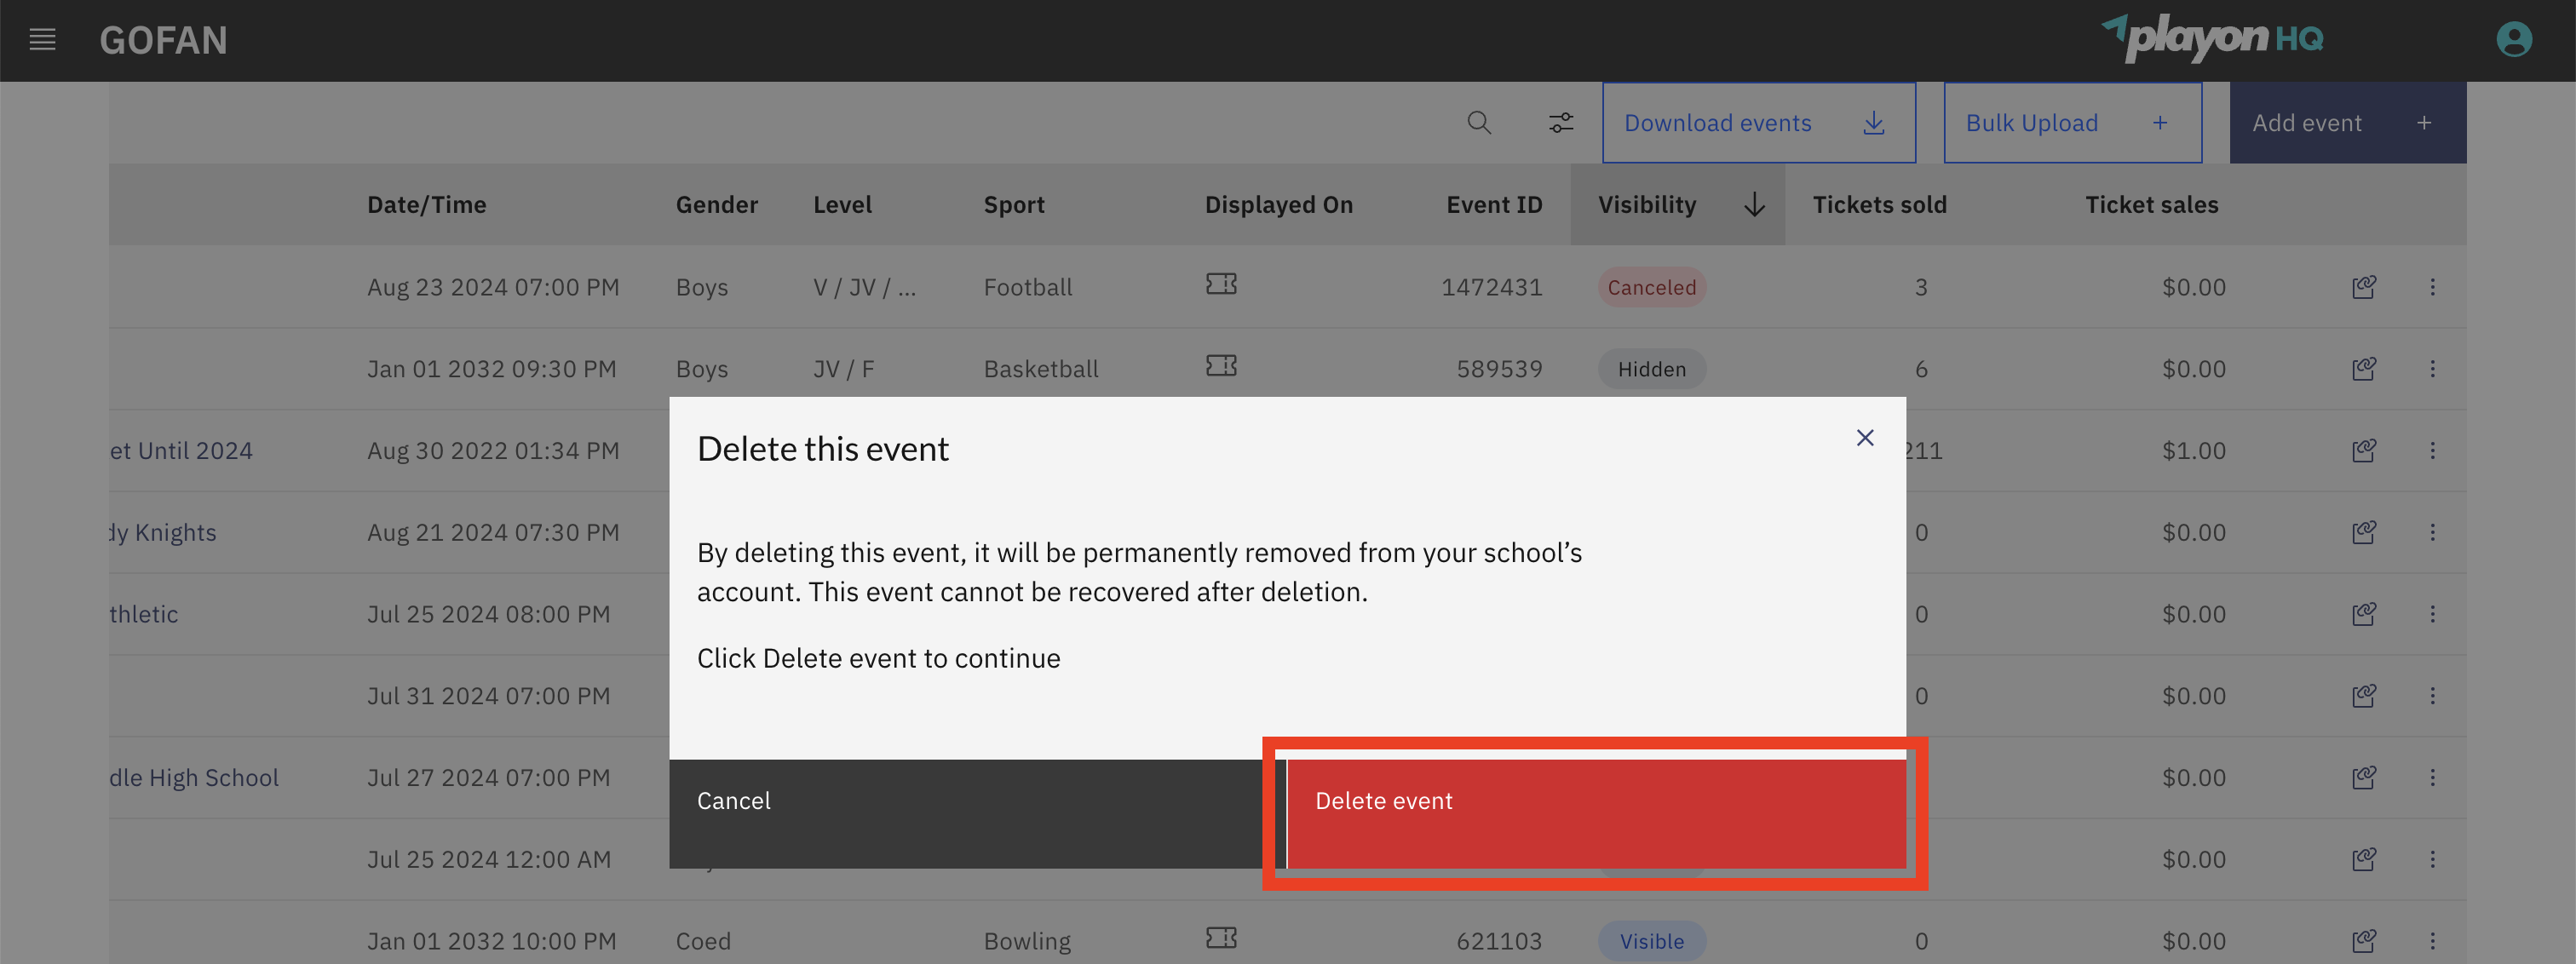 GOFAN
playon HQ
Download events
Bulk Upload +
Add event +
Date/Time Gender Level Sport Displayed On Event ID Visibility Tickets sold Ticket sales
Aug 23 2024 07:00 PM Boys V / JV / ... Football 1472431 Canceled 3 $0.00
Jan 01 2032 09:30 PM Boys JV / F Basketball 589539 Hidden 6 $0.00
et Until 2024 Aug 30 2022 01:34 PM 211 $1.00
dy Knights Aug 21 2024 07:30 PM 0 $0.00
thletic Jul 25 2024 08:00 PM 0 $0.00
Jul 31 2024 07:00 PM 0 $0.00
dle High School Jul 27 2024 07:00 PM $0.00
Jul 25 2024 12:00 AM $0.00
Jan 01 2032 10:00 PM Coed Bowling 621103 Visible 0 $0.00
Delete this event
By deleting this event, it will be permanently removed from your school’s
account. This event cannot be recovered after deletion.
Click Delete event to continue
Cancel
Delete event